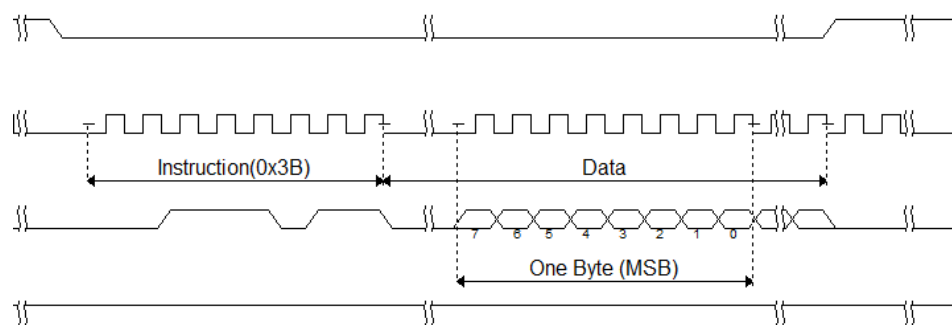 Instruction(0x3B)
Data
7 6 5 4 3 2 1 0
One Byte (MSB)